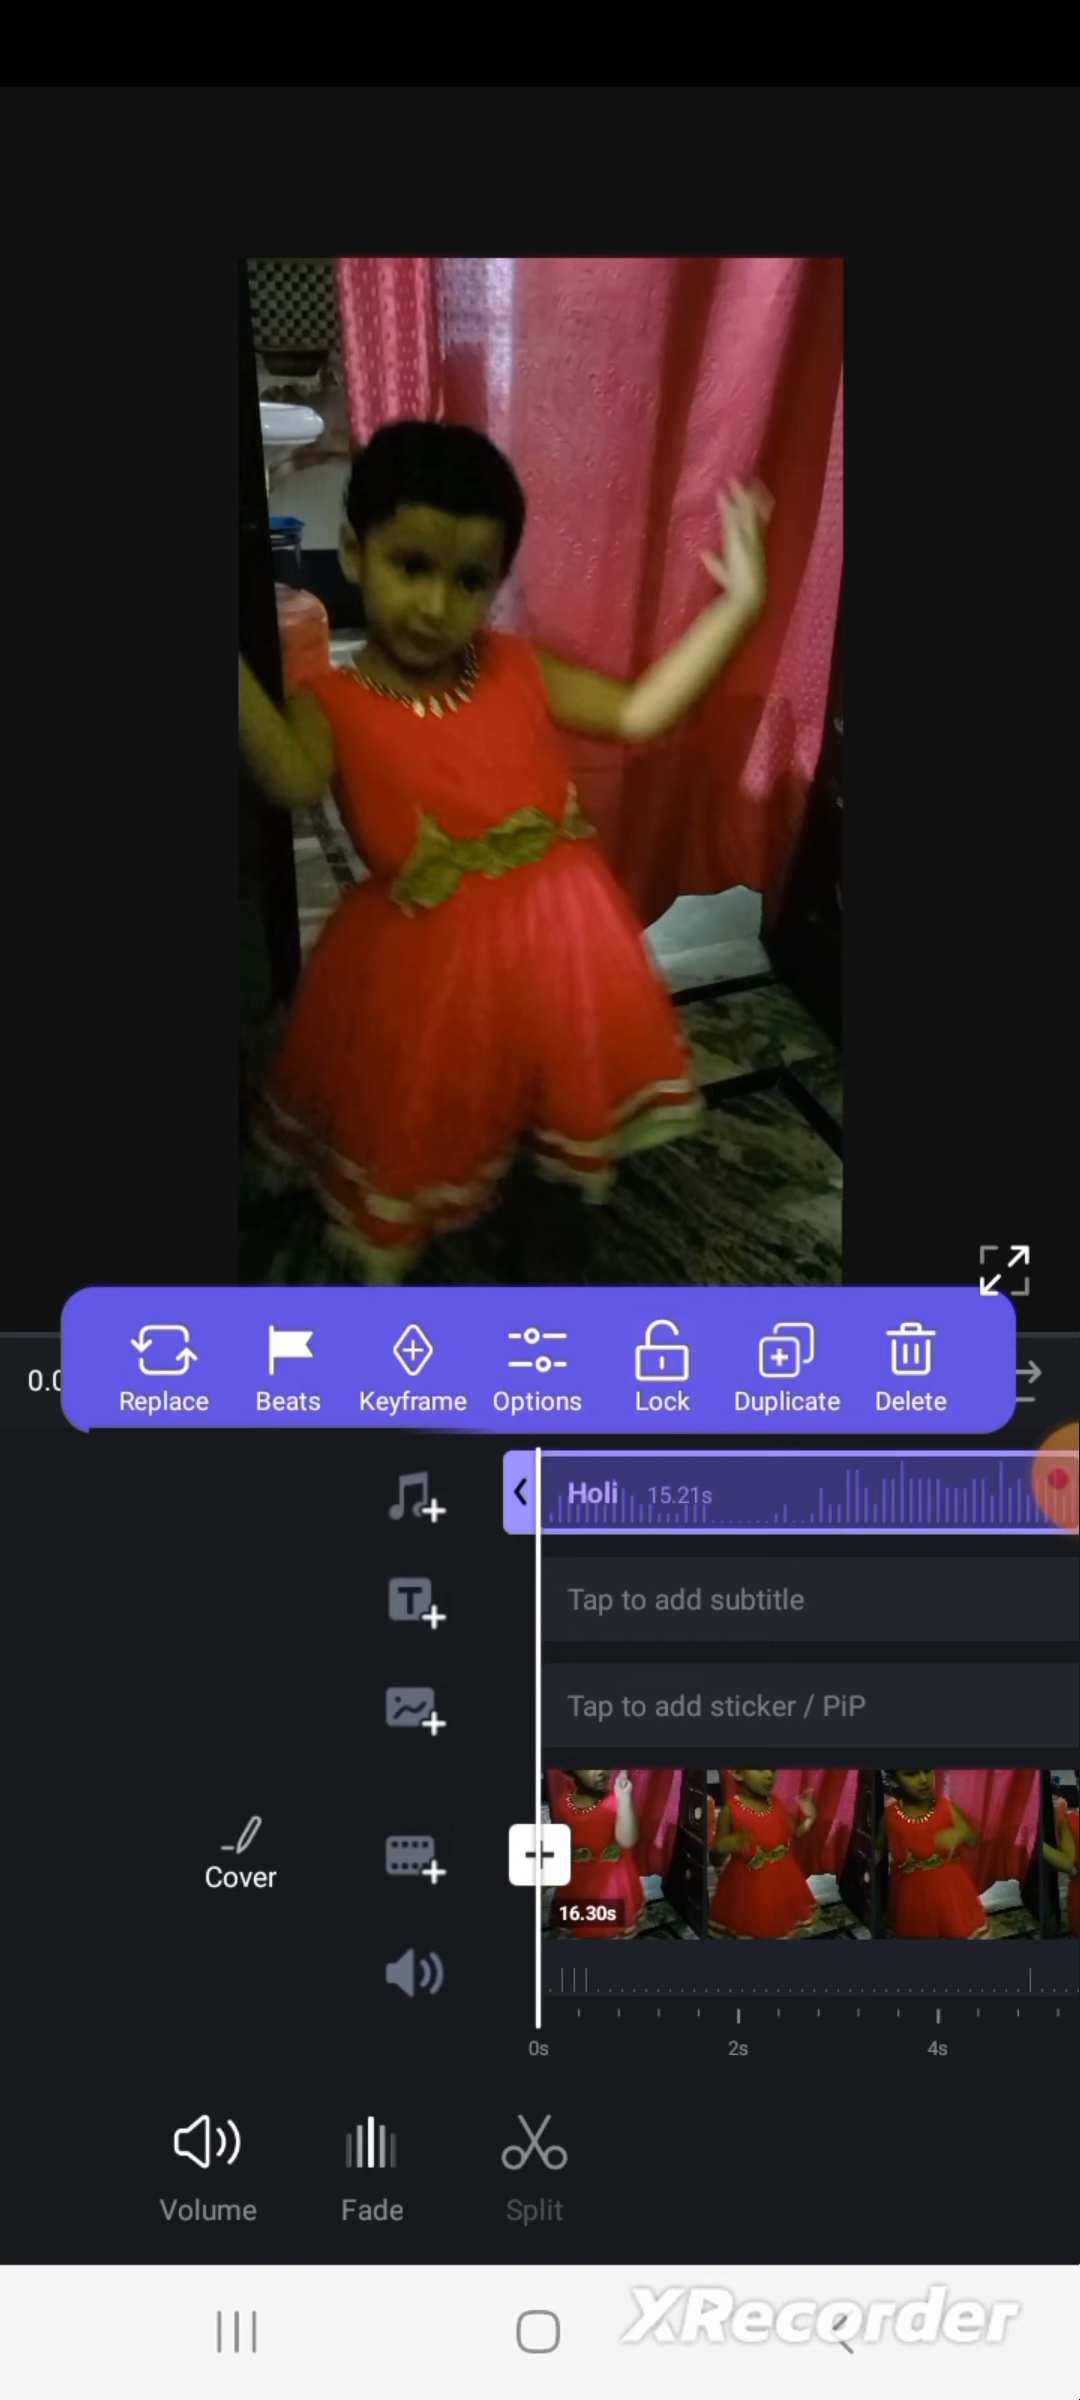 Replace Beats Keyframe Options Lock Duplicate Delete
Holi 15.21s
Tap to add subtitle
Tap to add sticker / PiP
Cover
16.30s
0s 2s 4s
Volume Fade Split
XRecorder